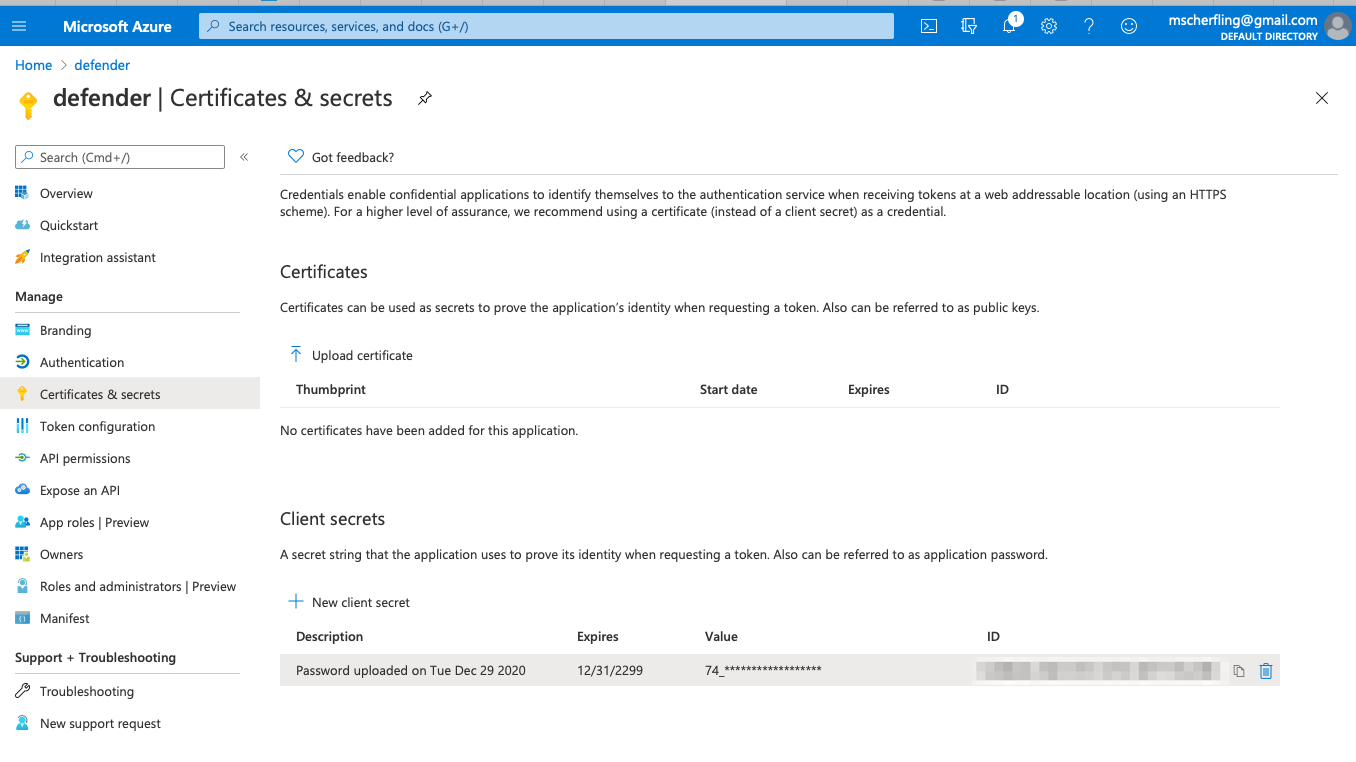 Microsoft Azure
Search resources, services, and docs (G+/)
1
mscherfling@gmail.com
DEFAULT DIRECTORY
Home > defender
defender | Certificates & secrets
Search (Cmd+/)
«
Overview
Quickstart
Integration assistant
Manage
Branding
Authentication
Certificates & secrets
Token configuration
API permissions
Expose an API
App roles | Preview
Owners
Roles and administrators | Preview
Manifest
Support + Troubleshooting
Troubleshooting
New support request
Got feedback?
Credentials enable confidential applications to identify themselves to the authentication service when receiving tokens at a web addressable location (using an HTTPS
scheme). For a higher level of assurance, we recommend using a certificate (instead of a client secret) as a credential.
Certificates
Certificates can be used as secrets to prove the application's identity when requesting a token. Also can be referred to as public keys.
Upload certificate
Thumbprint Start date Expires ID
No certificates have been added for this application.
Client secrets
A secret string that the application uses to prove its identity when requesting a token. Also can be referred to as application password.
New client secret
Description Expires Value ID
Password uploaded on Tue Dec 29 2020 12/31/2299 74_******************